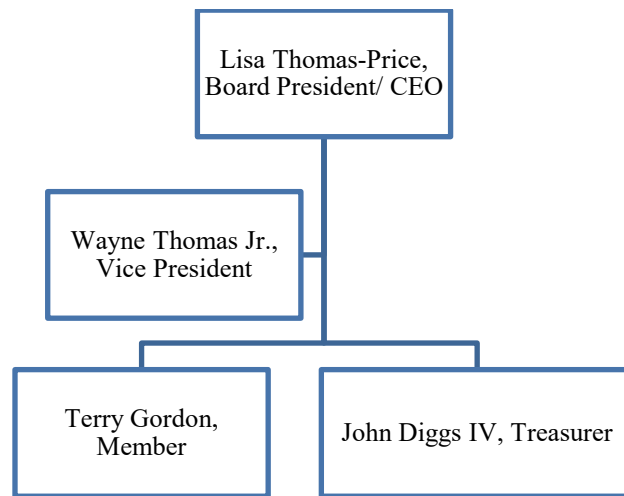 Lisa Thomas-Price,
Board President/ CEO
Wayne Thomas Jr.,
Vice President
Terry Gordon,
Member
John Diggs IV, Treasurer